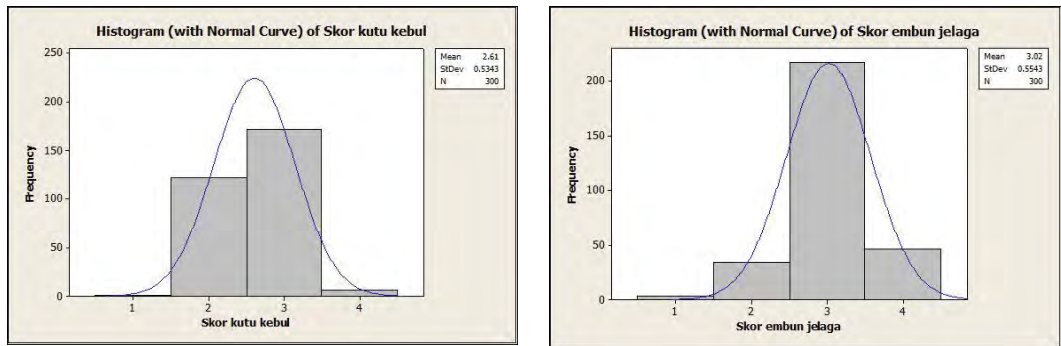 Histogram (with Normal Curve) of Skor kutu kebul
Mean 2.61
StDev 0.5343
N 300
250
200
150
100
50
0
Frequency
1 2 3 4
Skor kutu kebul
Histogram (with Normal Curve) of Skor embun jelaga
Mean 3.02
StDev 0.5543
N 300
200
150
100
50
0
Frequency
1 2 3 4
Skor embun jelaga